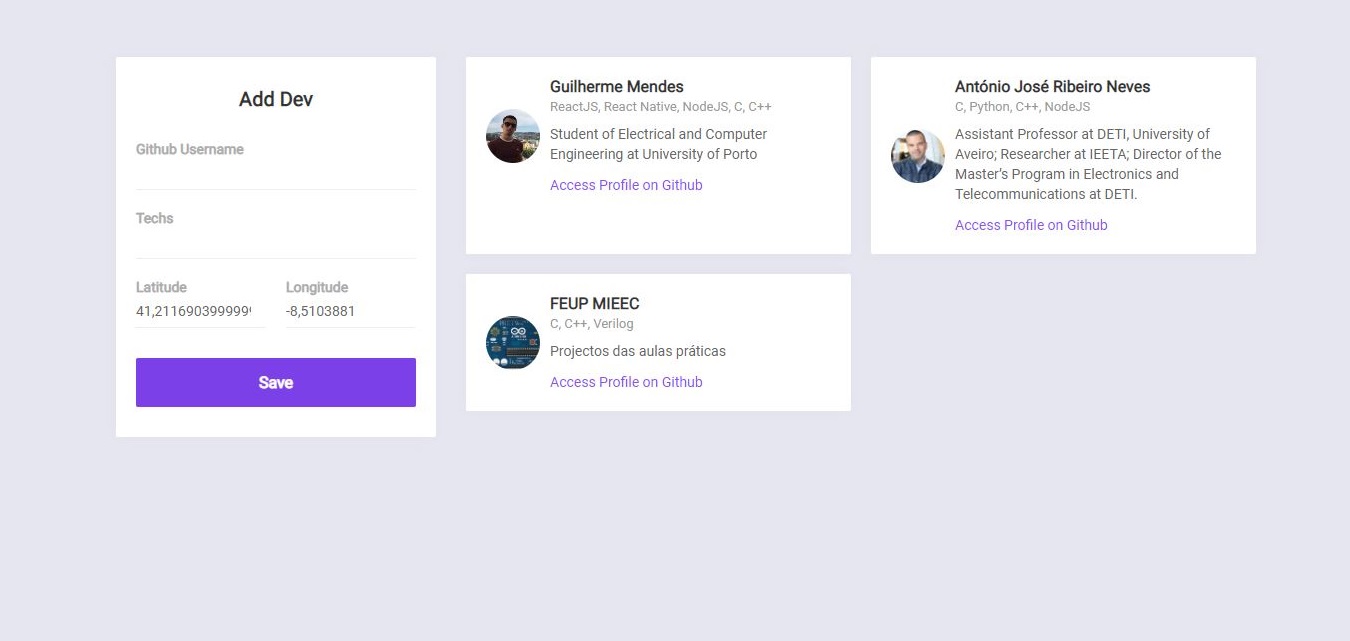 Add Dev
Github Username
Techs
Latitude
Longitude
41,211690399999
-8,5103881
Save
Guilherme Mendes
ReactJS, React Native, NodeJS, C, C++
Student of Electrical and Computer
Engineering at University of Porto
Access Profile on Github
António José Ribeiro Neves
C, Python, C++, NodeJS
Assistant Professor at DETI, University of
Aveiro; Researcher at IEETA; Director of the
Master's Program in Electronics and
Telecommunications at DETI.
Access Profile on Github
FEUP MIEEC
C, C++, Verilog
Projectos das aulas práticas
Access Profile on Github